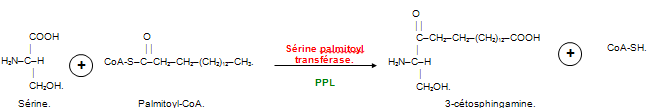 COOH
H₂N–C–H
CH₂OH.
Sérine.
+
O
CoA-S–C–CH₂–CH₂–(CH₂)₁₂–CH₃.
Palmitoyl-CoA.
Sérine palmitoyl
transférase.
PPL
O
C–CH₂–CH₂–(CH₂)₁₂–COOH
H₂N–C–H
CH₂OH.
3-cétosphingamine.
+
CoA-SH.